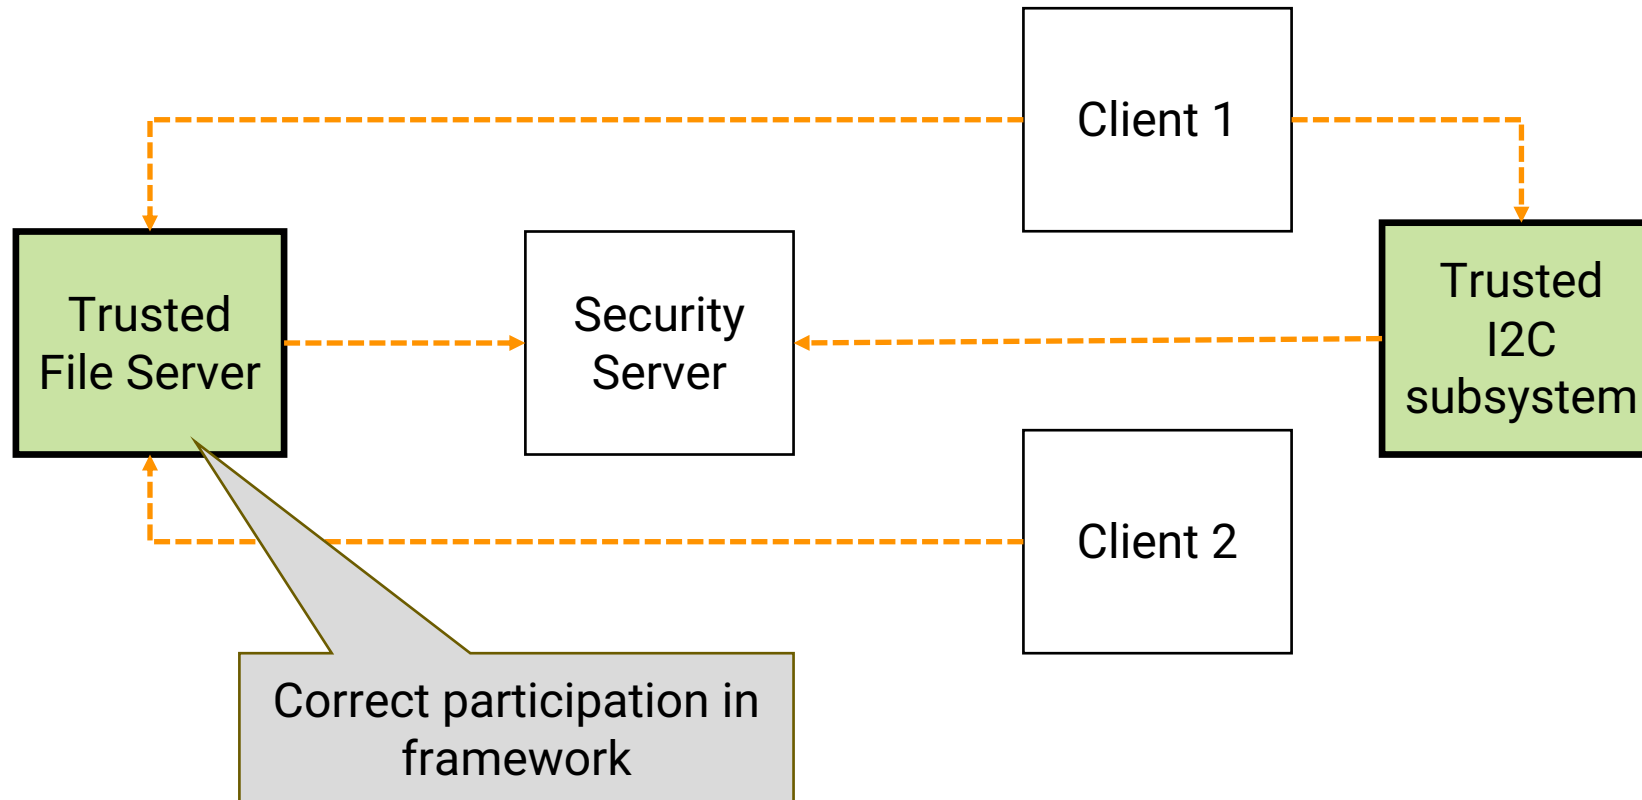 Client 1
Trusted
File Server
Security
Server
Trusted
I2C
subsystem
Client 2
Correct participation in
framework